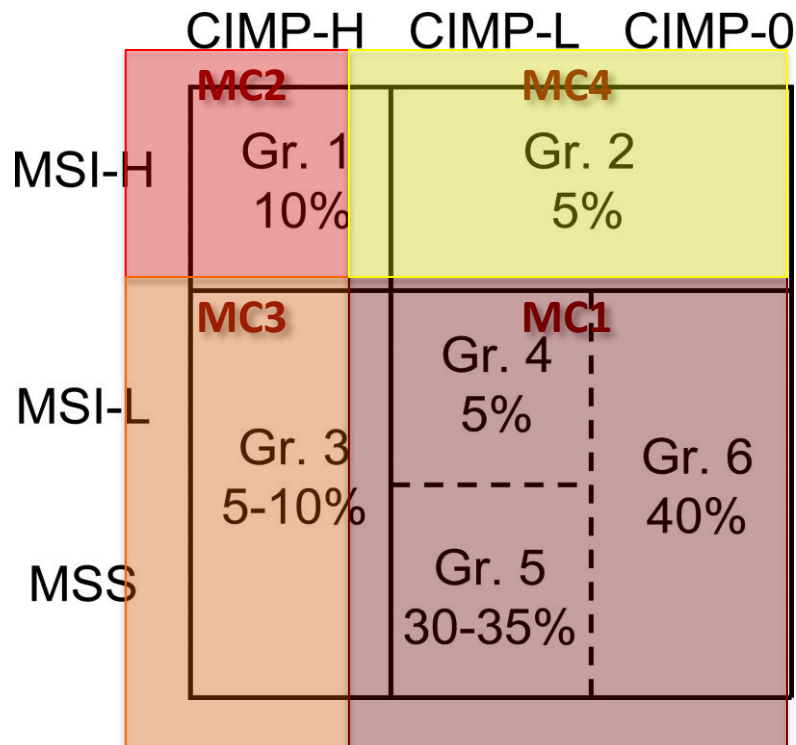 CIMP-H CIMP-L CIMP-0
MC2 MC4
MSI-H
Gr. 1
10%
Gr. 2
5%
MC3 MC1
MSI-L
Gr. 4
5%
Gr. 3
5-10%
Gr. 6
40%
MSS
Gr. 5
30-35%